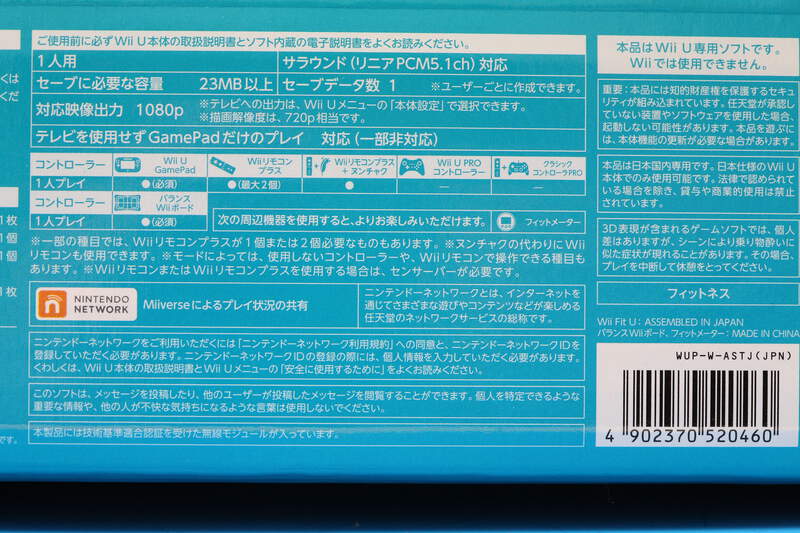 ご使用前に必ずWii U本体の取扱説明書とソフト内蔵の電子説明書をよくお読みください。
1人用
サラウンド(リニアPCM5.1ch)対応
セーブに必要な容量 23MB以上
セーブデータ数 1 ※ユーザーごとに作成できます。
対応映像出力 1080p
※テレビへの出力は、Wii Uメニューの「本体設定」で選択できます。
※描画解像度は、720p相当です。
テレビを使用せずGamePadだけのプレイ 対応(一部非対応)
コントローラー
Wii U GamePad
Wiiリモコンプラス
Wiiリモコンプラス+ヌンチャク
Wii U PROコントローラー
クラシックコントローラPRO
1人プレイ ●(必須) ●(最大2個) ● — —
コントローラー
バランスWiiボード
1人プレイ ●(必須)
次の周辺機器を使用すると、よりお楽しみいただけます。
フィットメーター
※一部の種目では、Wiiリモコンプラスが1個または2個必要なものもあります。※ヌンチャクの代わりにWii
リモコンも使用できます。※モードによっては、使用しないコントローラーや、Wiiリモコンで操作できる種目も
あります。※WiiリモコンまたはWiiリモコンプラスを使用する場合は、センサーバーが必要です。
NINTENDO
NETWORK
Miiverseによるプレイ状況の共有
ニンテンドーネットワークとは、インターネットを
通じてさまざまな遊びやコンテンツなどが楽しめる
任天堂のネットワークサービスの総称です。
ニンテンドーネットワークをご利用いただくには「ニンテンドーネットワーク利用規約」への同意と、ニンテンドーネットワークIDを
登録していただく必要があります。ニンテンドーネットワークIDの登録の際には、個人情報を入力していただく必要があります。
くわしくは、Wii U本体の取扱説明書とWii Uメニューの「安全に使用するために」をよくお読みください。
このソフトは、メッセージを投稿したり、他のユーザーが投稿したメッセージを閲覧することができます。個人を特定できるような
重要な情報や、他の人が不快な気持ちになるような言葉は使用しないでください。
本製品には技術基準適合認証を受けた無線モジュールが入っています。
本品はWii U専用ソフトです。
Wiiでは使用できません。
重要:本品には知的財産権を保護するセキュ
リティが組み込まれています。任天堂が承認し
ていない装置やソフトウェアを使用した場合、
起動しない可能性があります。本品を遊ぶに
は、本体機能の更新が必要な場合があります。
本品は日本国内専用です。日本仕様のWii U
本体でのみ使用可能です。法律で認められて
いる場合を除き、貸与や商業的使用は禁止
されています。
3D表現が含まれるゲームソフトでは、個人
差はありますが、シーンにより乗り物酔いに
似た症状が現れることがあります。その場合、
プレイを中断して休息をとってください。
フィットネス
Wii Fit U : ASSEMBLED IN JAPAN
バランスWiiボード、フィットメーター : MADE IN CHINA
WUP-W-ASTJ(JPN)
4 902370 520460
くは
くだ
1枚
1個
1個
1枚
です。